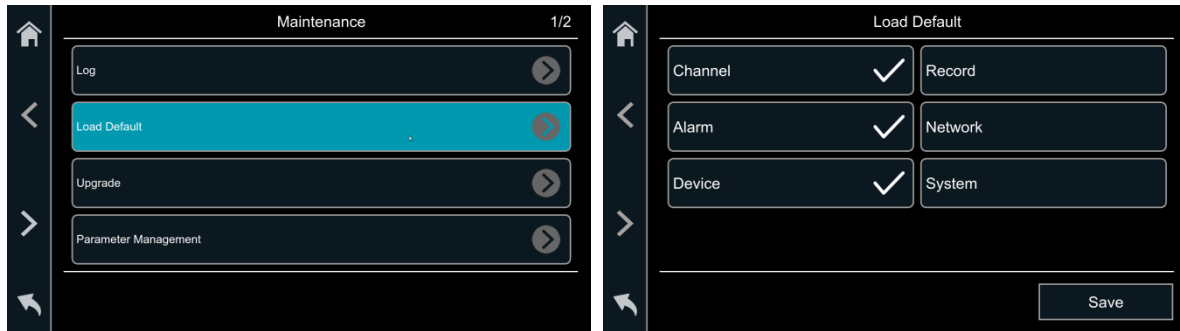 Maintenance 1/2
Log
Load Default
Upgrade
Parameter Management
Load Default
Channel Record
Alarm Network
Device System
Save